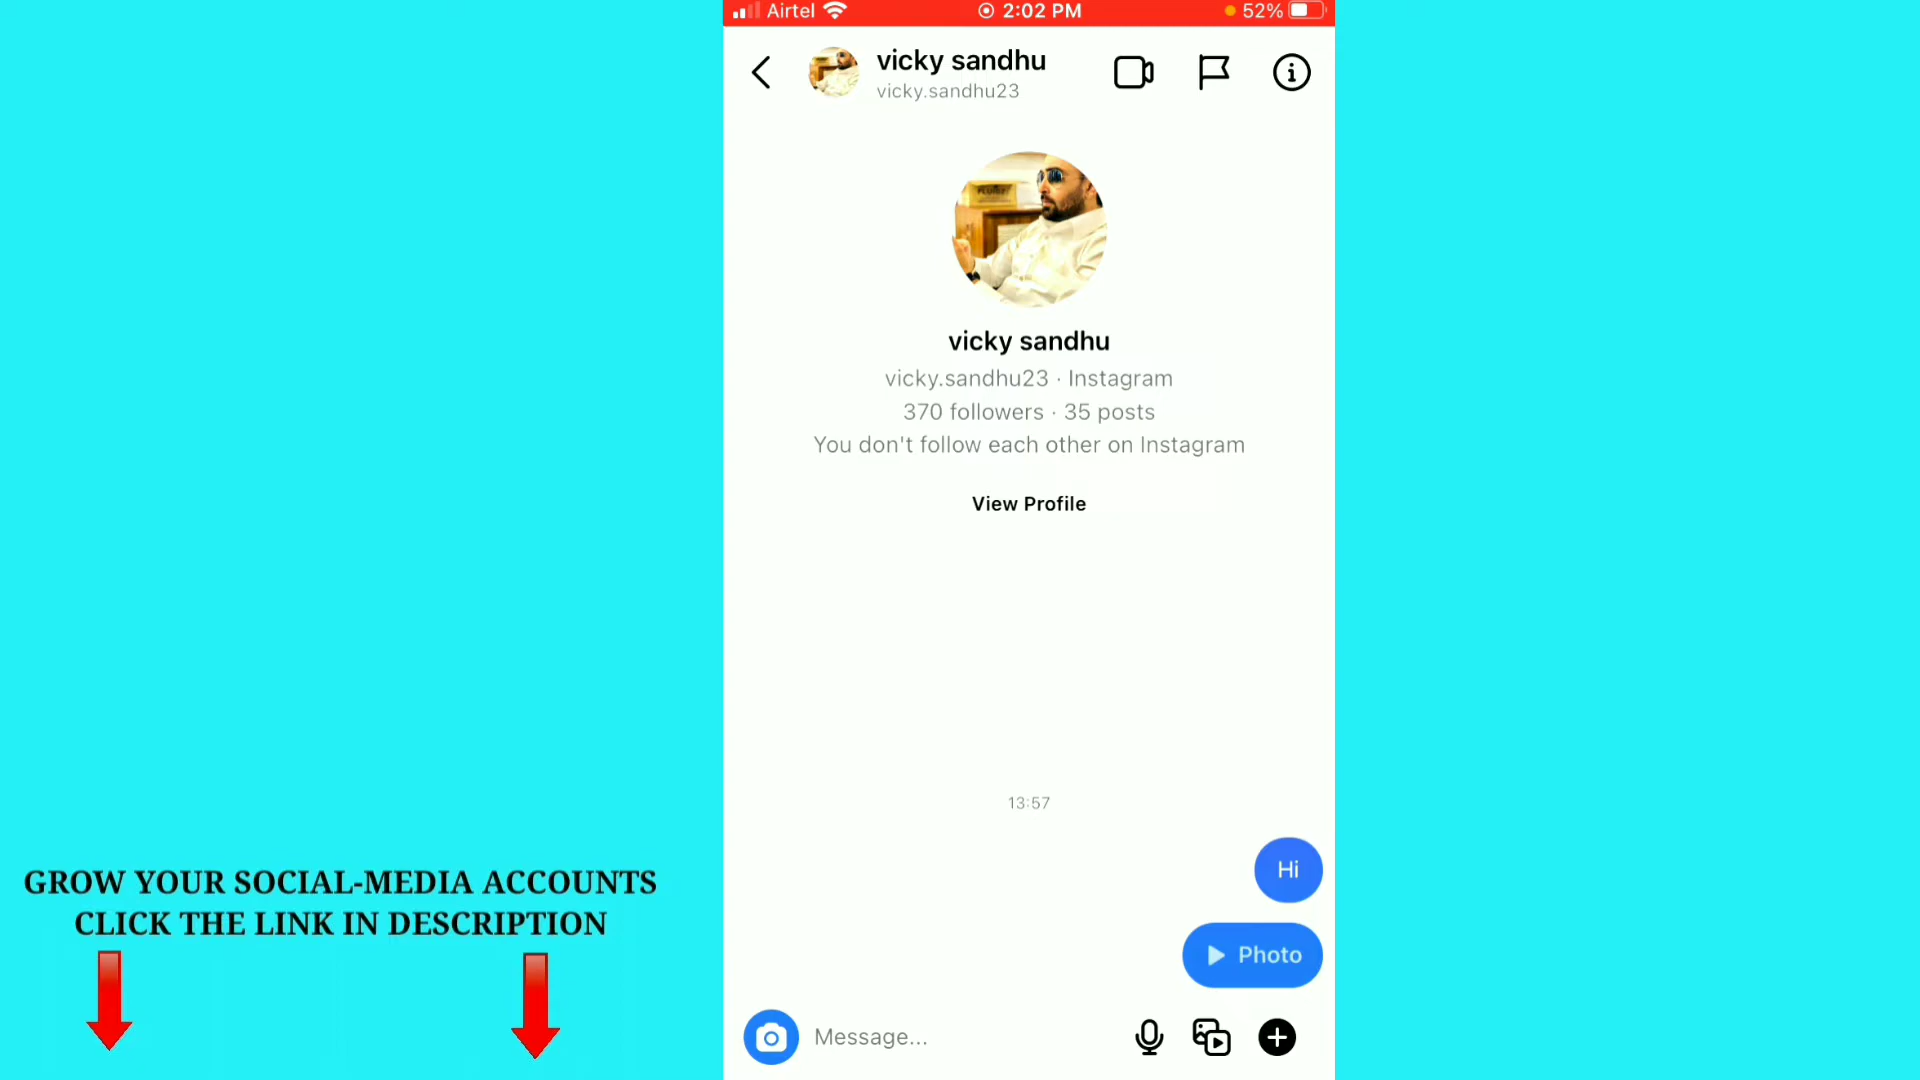 Airtel
2:02 PM
52%
vicky sandhu
vicky.sandhu23
vicky sandhu
vicky.sandhu23 · Instagram
370 followers · 35 posts
You don't follow each other on Instagram
View Profile
13:57
Hi
Photo
Message...
GROW YOUR SOCIAL-MEDIA ACCOUNTS
CLICK THE LINK IN DESCRIPTION